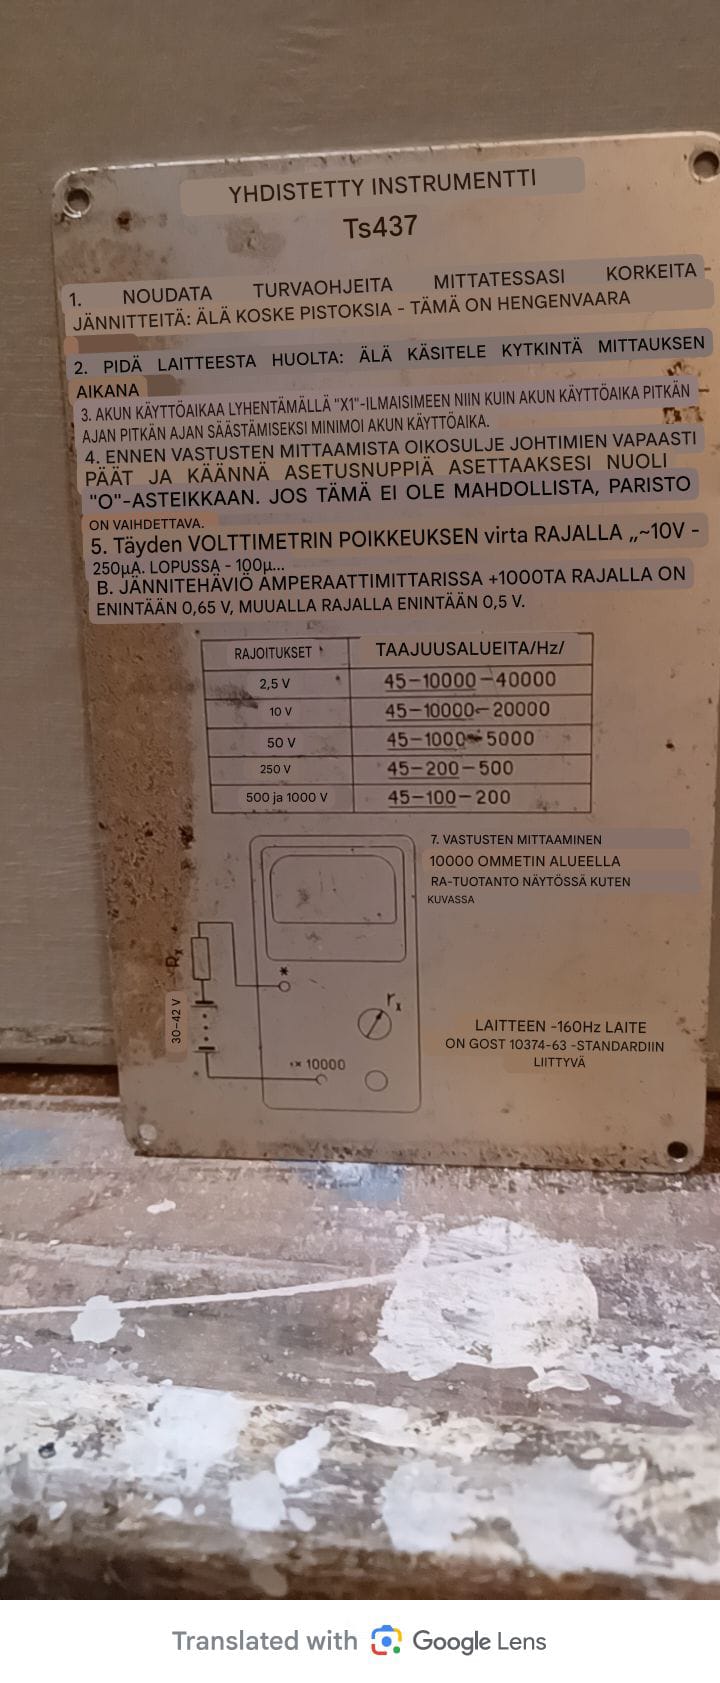 YHDISTETTY INSTRUMENTTI
Ts437
1. NOUDATA TURVAOHJEITA MITTATESSASI KORKEITA
JÄNNITTEITÄ: ÄLÄ KOSKE PISTOKSIA - TÄMÄ ON HENGENVAARA
2. PIDÄ LAITTEESTA HUOLTA: ÄLÄ KÄSITELE KYTKINTÄ MITTAUKSEN
AIKANA
3. AKUN KÄYTTÖAIKAA LYHENTÄMÄLLÄ "X1"-ILMAISIMEEN NIIN KUIN AKUN KÄYTTÖAIKA PITKÄN
AJAN PITKÄN AJAN SÄÄSTÄMISEKSI MINIMOI AKUN KÄYTTÖAIKA.
4. ENNEN VASTUSTEN MITTAAMISTA OIKOSULJE JOHTIMIEN VAPAASTI
PÄÄT JA KÄÄNNÄ ASETUSNUPPIÄ ASETTAAKSESI NUOLI
"O"-ASTEIKKAAN. JOS TÄMÄ EI OLE MAHDOLLISTA, PARISTO
ON VAIHDETTAVA.
5. Täyden VOLTTIMETRIN POIKKEUKSEN virta RAJALLA „~10V -
250µA. LOPUSSA - 100µ...
B. JÄNNITEHÄVIÖ AMPERAATTIMITTARISSA +1000TA RAJALLA ON
ENINTÄÄN 0,65 V, MUUALLA RAJALLA ENINTÄÄN 0,5 V.
RAJOITUKSET TAAJUUSALUEITA/Hz/
2,5 V 45-10000-40000
10 V 45-10000-20000
50 V 45-1000-5000
250 V 45-200-500
500 ja 1000 V 45-100-200
7. VASTUSTEN MITTAAMINEN
10000 OMMETIN ALUEELLA
RA-TUOTANTO NÄYTÖSSÄ KUTEN
KUVASSA
Rx
*
rx
30-42 V
×10000
LAITTEEN -160Hz LAITE
ON GOST 10374-63 -STANDARDIIN
LIITTYVÄ
Translated with Google Lens